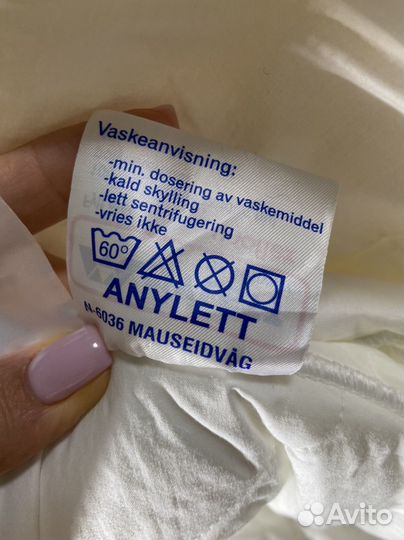 Vaskeanvisning:
-min. dosering av vaskemiddel
-kald skylling
-lett sentrifugering
-vries ikke
60°
ANYLETT
N-6036 MAUSEIDVÅG
Avito